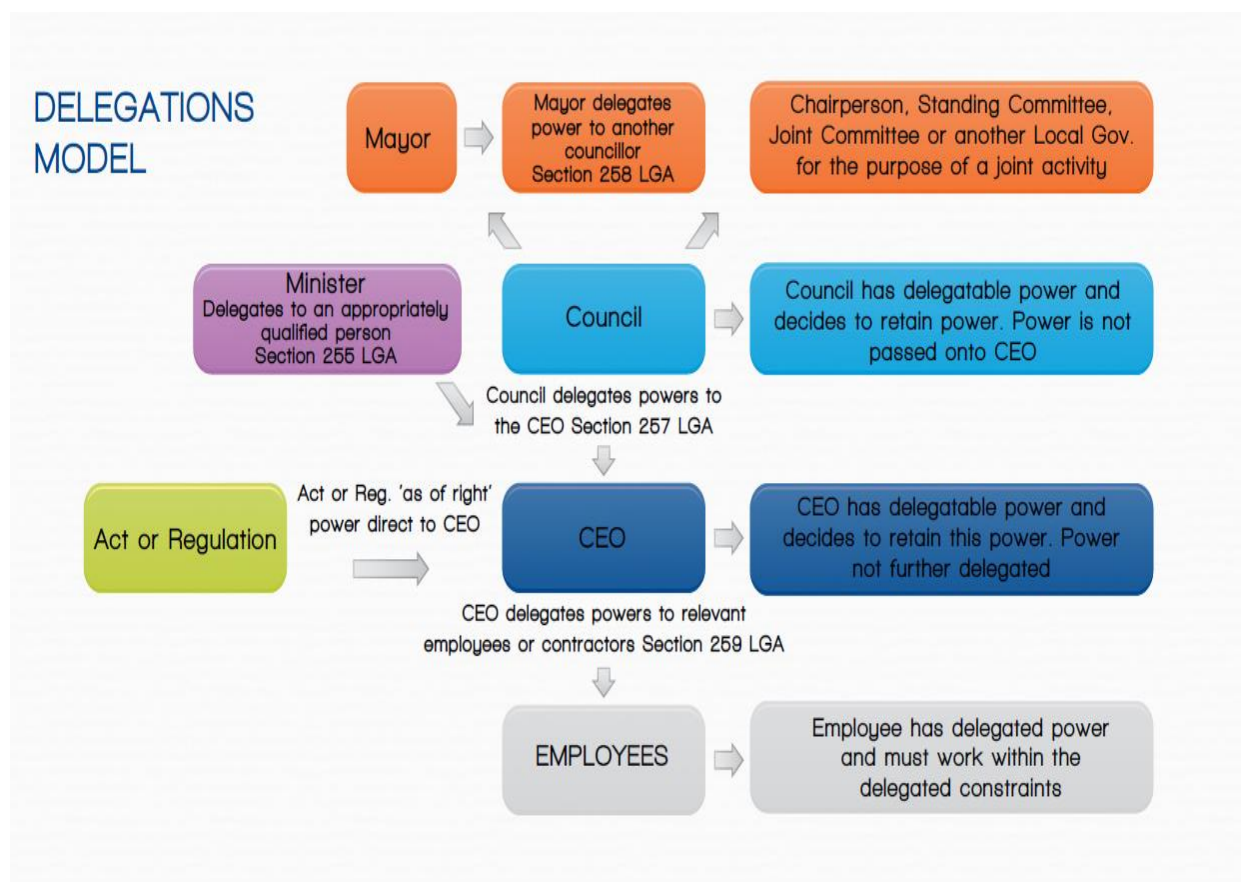 DELEGATIONS
MODEL
Mayor
Mayor delegates
power to another
councillor
Section 258 LGA
Chairperson, Standing Committee,
Joint Committee or another Local Gov.
for the purpose of a joint activity
Minister
Delegates to an appropriately
qualified person
Section 255 LGA
Council
Council has delegatable power and
decides to retain power. Power is not
passed onto CEO
Council delegates powers to
the CEO Section 257 LGA
Act or Regulation
Act or Reg. 'as of right'
power direct to CEO
CEO
CEO has delegatable power and
decides to retain this power. Power
not further delegated
CEO delegates powers to relevant
employees or contractors Section 259 LGA
EMPLOYEES
Employee has delegated power
and must work within the
delegated constraints